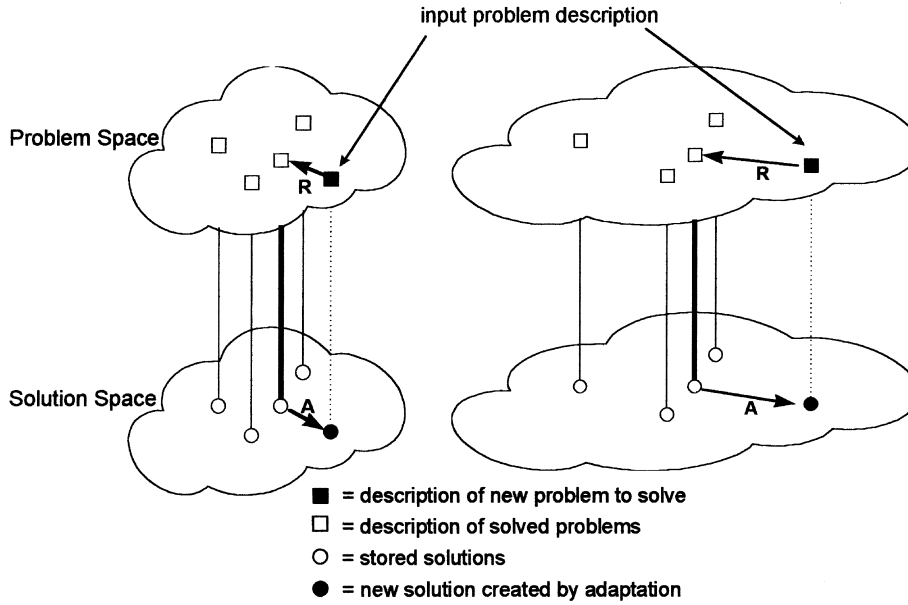 input problem description
Problem Space
R
R
Solution Space
A
A
= description of new problem to solve
= description of solved problems
= stored solutions
= new solution created by adaptation